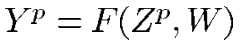 Y^p = F(Z^p, W)